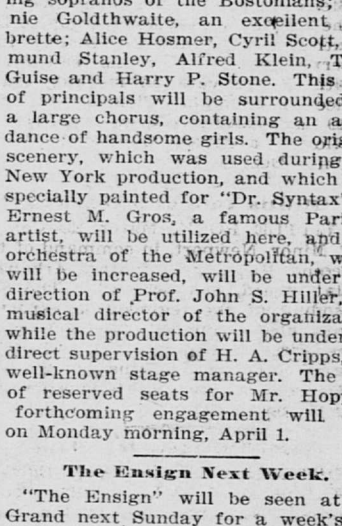 ing sopranos of the Bostonians;
nie Goldthwaite, an excellent
brette; Alice Hosmer, Cyril Scott,
mund Stanley, Alfred Klein, T
Guise and Harry P. Stone. This
of principals will be surrounded
a large chorus, containing an a
dance of handsome girls. The orig
scenery, which was used during
New York production, and which
specially painted for "Dr. Syntax"
Ernest M. Gros, a famous Par
artist, will be utilized here, and
orchestra of the Metropolitan, w
will be increased, will be under
direction of Prof. John S. Hiller,
musical director of the organiza
while the production will be under
direct supervision of H. A. Cripps,
well-known stage manager. The
of reserved seats for Mr. Hop
forthcoming engagement will
on Monday morning, April 1.
The Ensign Next Week.
"The Ensign" will be seen at
Grand next Sunday for a week's